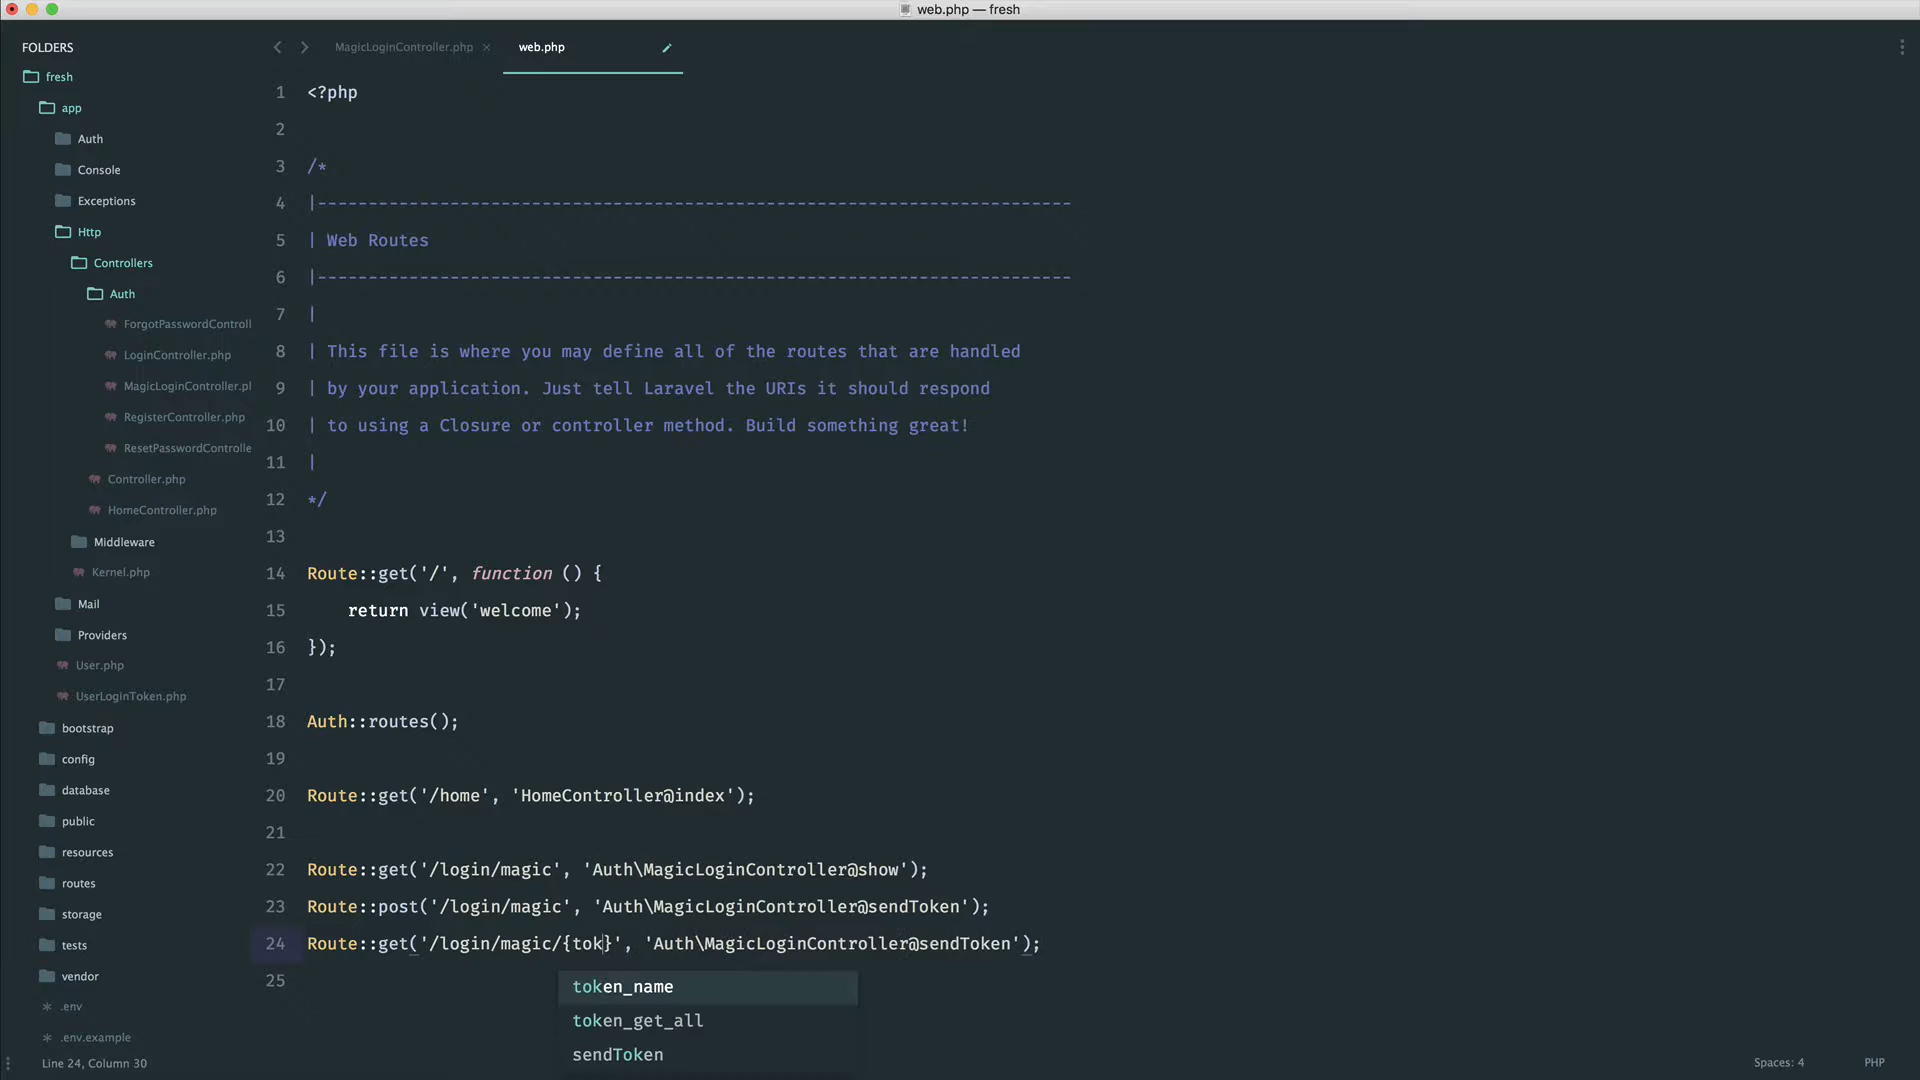 web.php — fresh
FOLDERS
fresh
app
Auth
Console
Exceptions
Http
Controllers
Auth
ForgotPasswordControll
LoginController.php
MagicLoginController.pl
RegisterController.php
ResetPasswordControlle
Controller.php
HomeController.php
Middleware
Kernel.php
Mail
Providers
User.php
UserLoginToken.php
bootstrap
config
database
public
resources
routes
storage
tests
vendor
.env
.env.example
MagicLoginController.php ×
web.php
1 <?php
2
3 /*
4 |--------------------------------------------------------------------------
5 | Web Routes
6 |--------------------------------------------------------------------------
7 |
8 | This file is where you may define all of the routes that are handled
9 | by your application. Just tell Laravel the URIs it should respond
10 | to using a Closure or controller method. Build something great!
11 |
12 */
13
14 Route::get('/', function () {
15     return view('welcome');
16 });
17
18 Auth::routes();
19
20 Route::get('/home', 'HomeController@index');
21
22 Route::get('/login/magic', 'Auth\MagicLoginController@show');
23 Route::post('/login/magic', 'Auth\MagicLoginController@sendToken');
24 Route::get('/login/magic/{tok}', 'Auth\MagicLoginController@sendToken');
25
token_name
token_get_all
sendToken
Line 24, Column 30
Spaces: 4
PHP